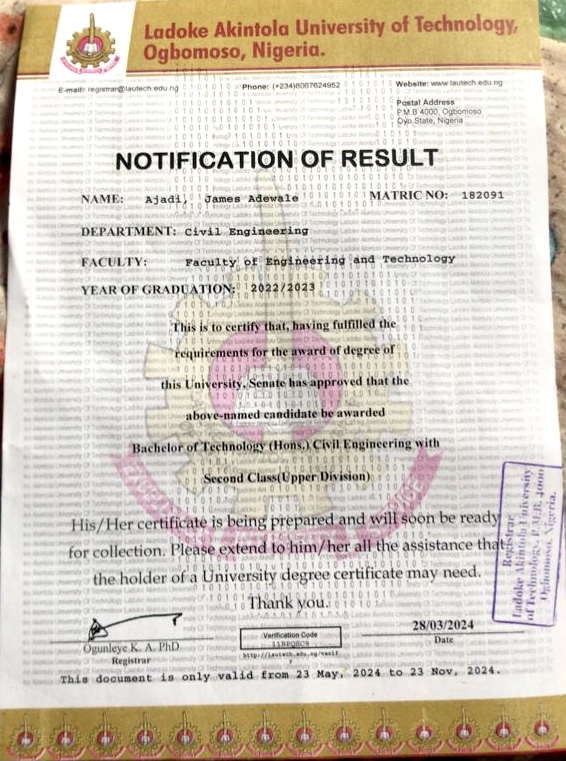 Ladoke Akintola University of Technology,
Ogbomoso, Nigeria.
E-mail: registrar@lautech.edu.ng
Phone: (+234)8067624952
Website: www.lautech.edu.ng
Postal Address
P.M.B 4000, Ogbomoso
Oyo State, Nigeria
NOTIFICATION OF RESULT
NAME: Ajadi, James Adewale
MATRIC NO: 182091
DEPARTMENT: Civil Engineering
FACULTY: Faculty of Engineering and Technology
YEAR OF GRADUATION: 2022/2023
This is to certify that, having fulfilled the
requirements for the award of degree of
this University, Senate has approved that the
above-named candidate be awarded
Bachelor of Technology (Hons.) Civil Engineering with
Second Class(Upper Division)
His/Her certificate is being prepared and will soon be ready
for collection. Please extend to him/her all the assistance that
the holder of a University degree certificate may need.
Thank you.
Registrar
Ladoke Akintola University
of Technology, P.M.B. 4000
Ogbomoso, Nigeria.
Ogunleye K. A. PhD
Registrar
Verification Code
28/03/2024
Date
This document is only valid from 23 May, 2024 to 23 Nov, 2024.